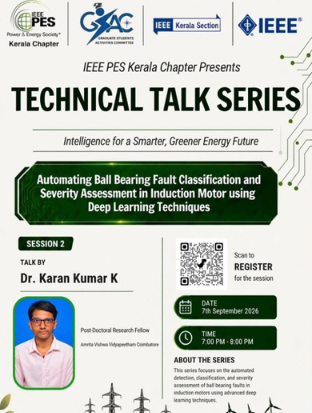 IEEE
PES
Power & Energy Society®
Kerala Chapter
GSAC
GRADUATE STUDENTS
ACTIVITIES COMMITTEE
IEEE Kerala Section
IEEE
IEEE PES Kerala Chapter Presents
TECHNICAL TALK SERIES
Intelligence for a Smarter, Greener Energy Future
Automating Ball Bearing Fault Classification and
Severity Assessment in Induction Motor using
Deep Learning Techniques
SESSION 2
TALK BY
Dr. Karan Kumar K
Post-Doctoral Research Fellow
Amrita Vishwa Vidyapeetham Coimbatore
Scan to
REGISTER
for the session
DATE
7th September 2026
TIME
7:00 PM - 8:00 PM
ABOUT THE SERIES
This series focuses on the automated
detection, classification, and severity
assessment of ball bearing faults in
induction motors using advanced deep
learning techniques.